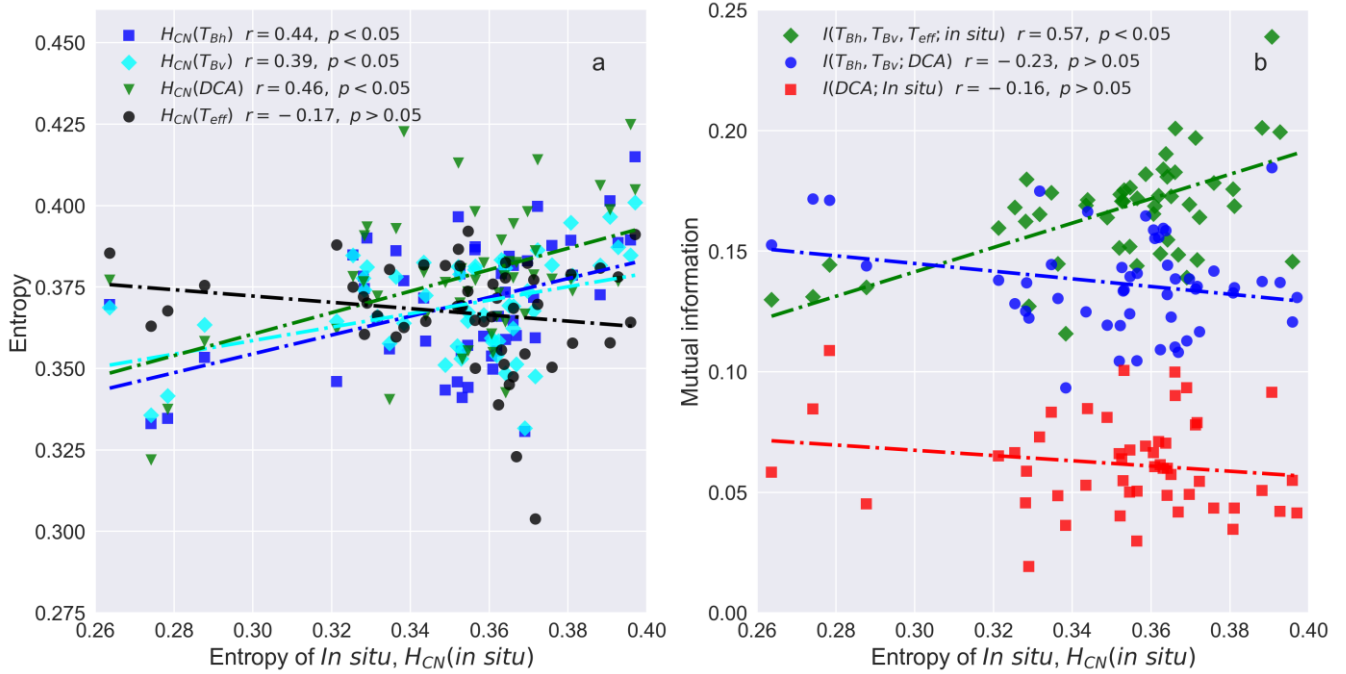 0.450
0.425
0.400
0.375
0.350
0.325
0.300
0.275
Entropy
H_CN(T_Bh) r = 0.44, p < 0.05
H_CN(T_Bv) r = 0.39, p < 0.05
H_CN(DCA) r = 0.46, p < 0.05
H_CN(T_eff) r = −0.17, p > 0.05
a
0.26 0.28 0.30 0.32 0.34 0.36 0.38 0.40
Entropy of In situ, H_CN(in situ)
0.25
0.20
0.15
0.10
0.05
0.00
Mutual information
I(T_Bh, T_Bv, T_eff; in situ) r = 0.57, p < 0.05
I(T_Bh, T_Bv; DCA) r = −0.23, p > 0.05
I(DCA; In situ) r = −0.16, p > 0.05
b
0.26 0.28 0.30 0.32 0.34 0.36 0.38 0.40
Entropy of In situ, H_CN(in situ)